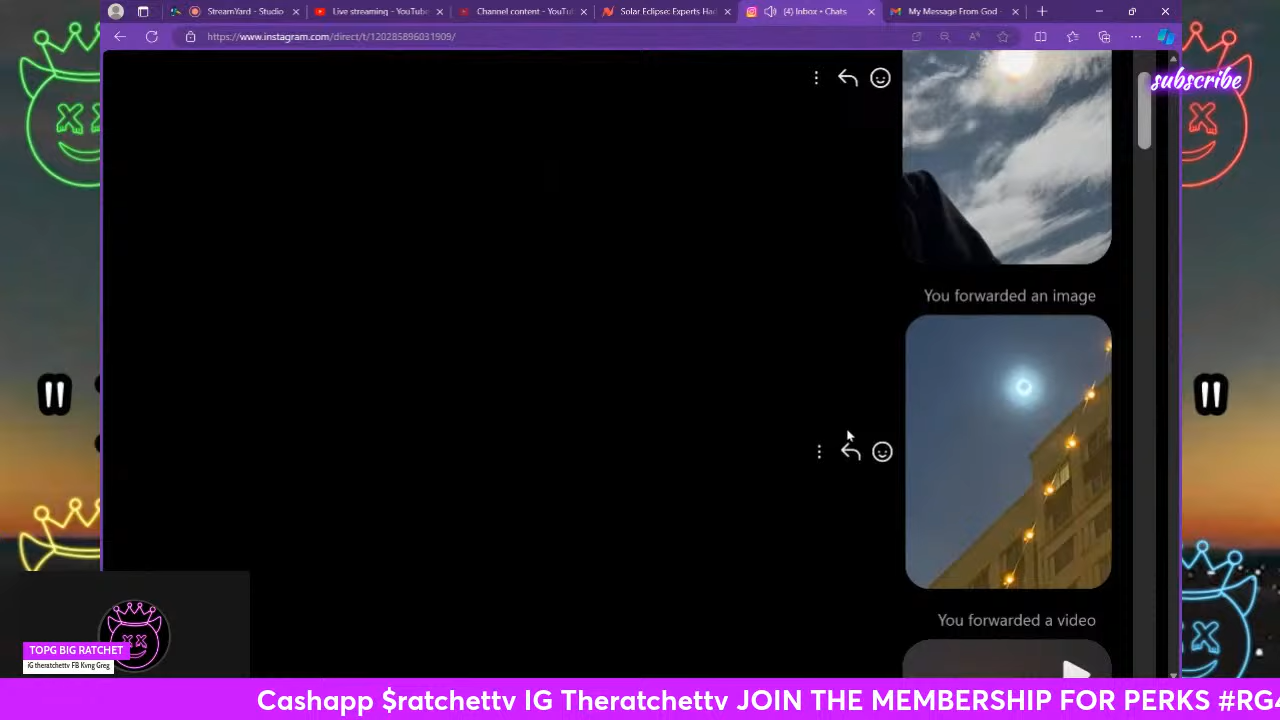 StreamYard - Studio
Live streaming - YouTube
Channel content - YouTu
Solar Eclipse: Experts Ha
(4) Inbox • Chats
My Message From God -
https://www.instagram.com/direct/t/120285896031909/
subscribe
You forwarded an image
You forwarded a video
TOPG BIG RATCHET
iG theratchettv FB Kvng Greg
Cashapp $ratchettv IG Theratchettv JOIN THE MEMBERSHIP FOR PERKS #RG4